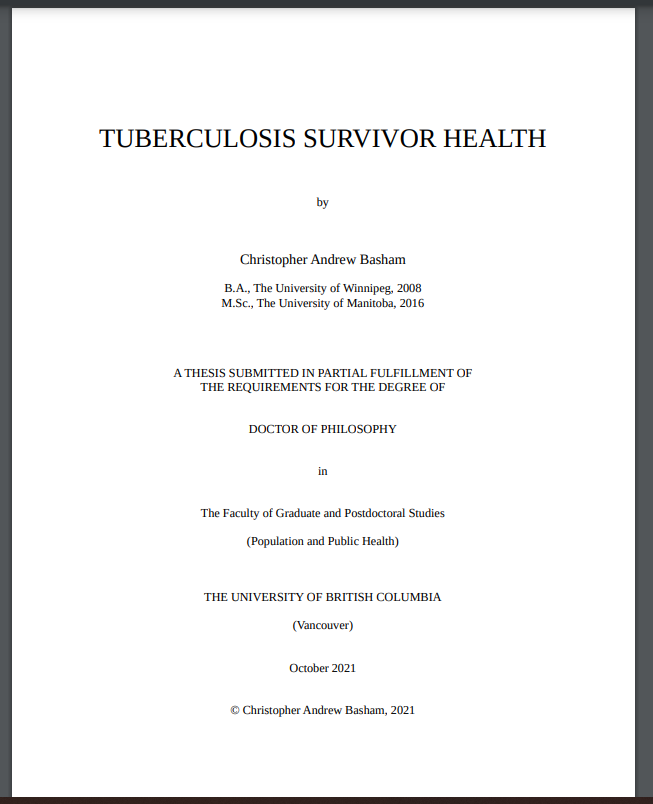 TUBERCULOSIS SURVIVOR HEALTH
by
Christopher Andrew Basham
B.A., The University of Winnipeg, 2008
M.Sc., The University of Manitoba, 2016
A THESIS SUBMITTED IN PARTIAL FULFILLMENT OF
THE REQUIREMENTS FOR THE DEGREE OF
DOCTOR OF PHILOSOPHY
in
The Faculty of Graduate and Postdoctoral Studies
(Population and Public Health)
THE UNIVERSITY OF BRITISH COLUMBIA
(Vancouver)
October 2021
© Christopher Andrew Basham, 2021